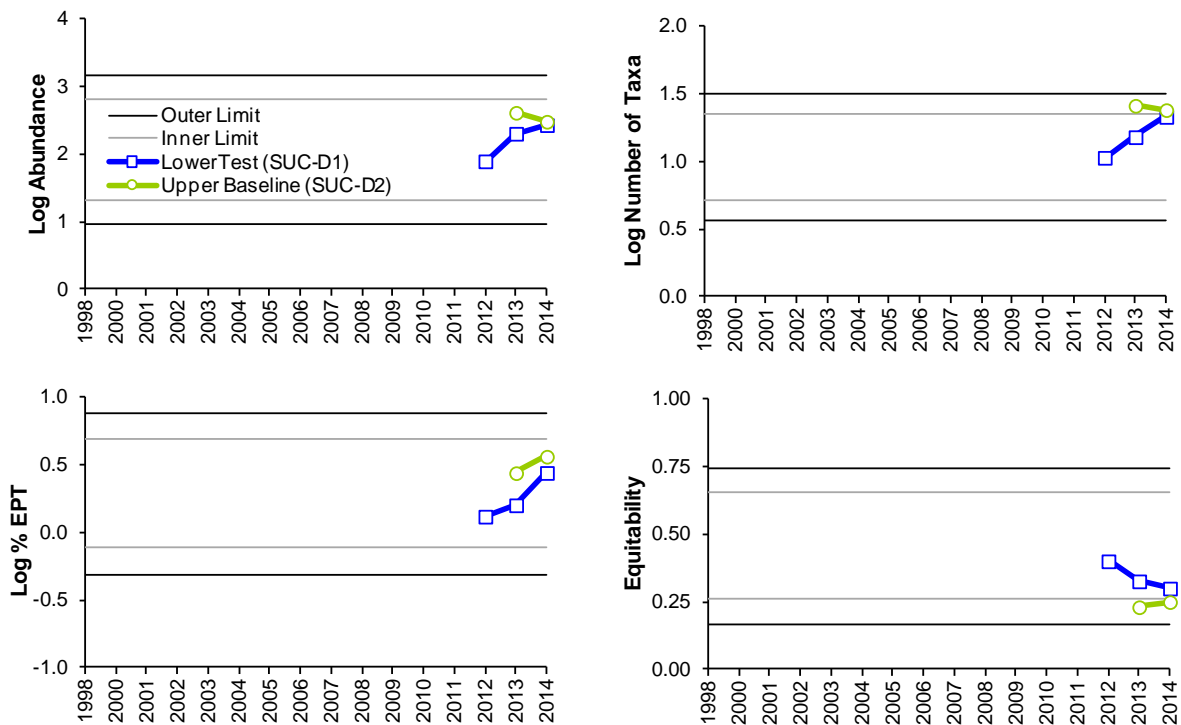 Log Abundance
4
3
2
1
0
Outer Limit
Inner Limit
LowerTest (SUC-D1)
Upper Baseline (SUC-D2)
1998 2000 2001 2002 2003 2004 2005 2006 2007 2008 2009 2010 2011 2012 2013 2014
Log Number of Taxa
2.0
1.5
1.0
0.5
0.0
1998 2000 2001 2002 2003 2004 2005 2006 2007 2008 2009 2010 2011 2012 2013 2014
Log % EPT
1.0
0.5
0.0
-0.5
-1.0
1998 2000 2001 2002 2003 2004 2005 2006 2007 2008 2009 2010 2011 2012 2013 2014
Equitability
1.00
0.75
0.50
0.25
0.00
1998 2000 2001 2002 2003 2004 2005 2006 2007 2008 2009 2010 2011 2012 2013 2014